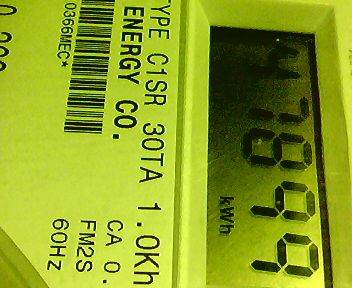 47899
kWh
TYPE C1SR 30TA 1.0Kh
ENERGY CO.
CA 0.
FM2S
60Hz
0366MEC*